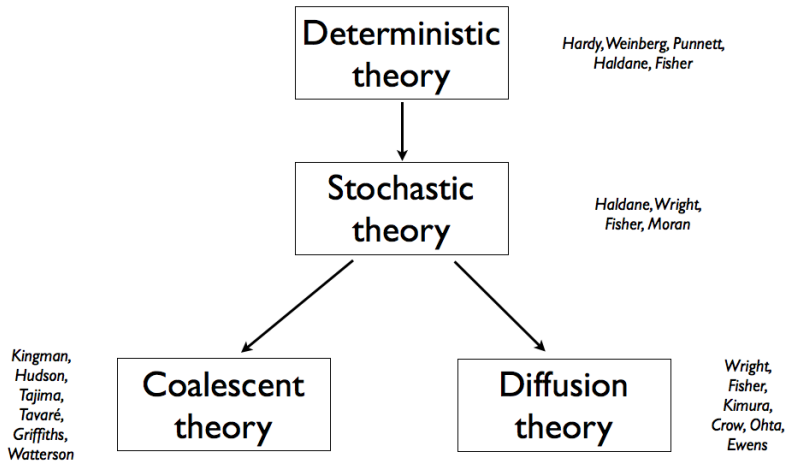 Deterministic
theory
Hardy, Weinberg, Punnett,
Haldane, Fisher
Stochastic
theory
Haldane, Wright,
Fisher, Moran
Kingman,
Hudson,
Tajima,
Tavaré,
Griffiths,
Watterson
Coalescent
theory
Diffusion
theory
Wright,
Fisher,
Kimura,
Crow, Ohta,
Ewens